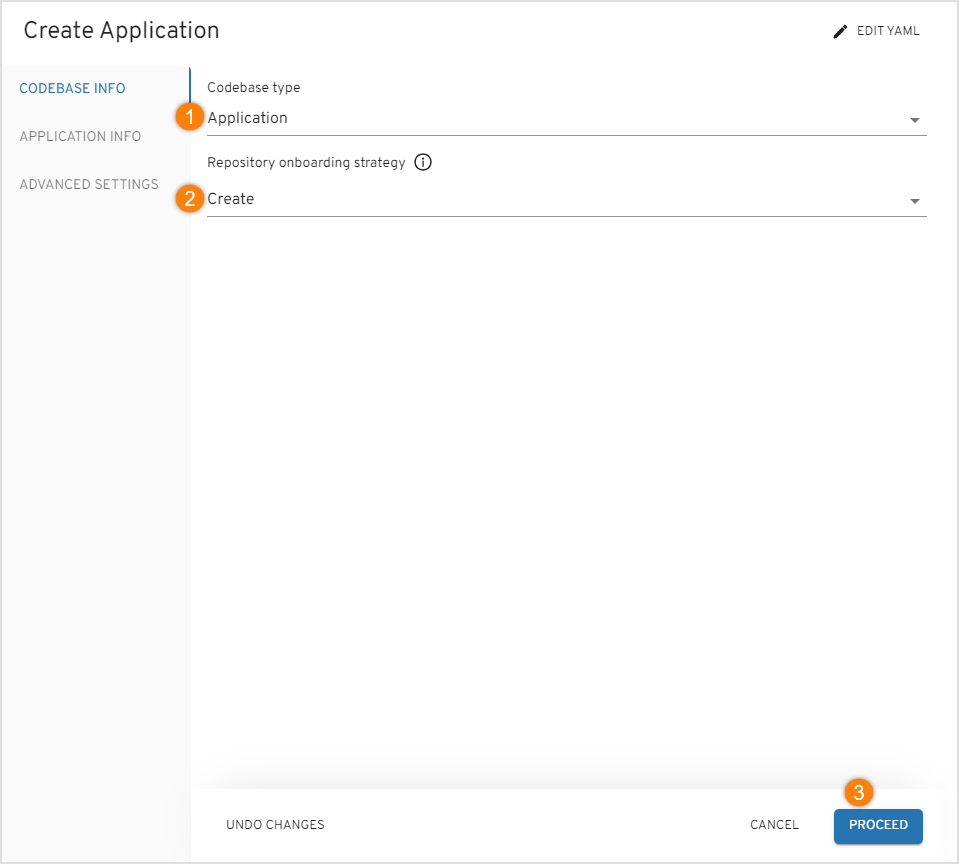 Create Application
EDIT YAML
CODEBASE INFO
APPLICATION INFO
ADVANCED SETTINGS
Codebase type
1
Application
Repository onboarding strategy
2
Create
3
UNDO CHANGES
CANCEL
PROCEED